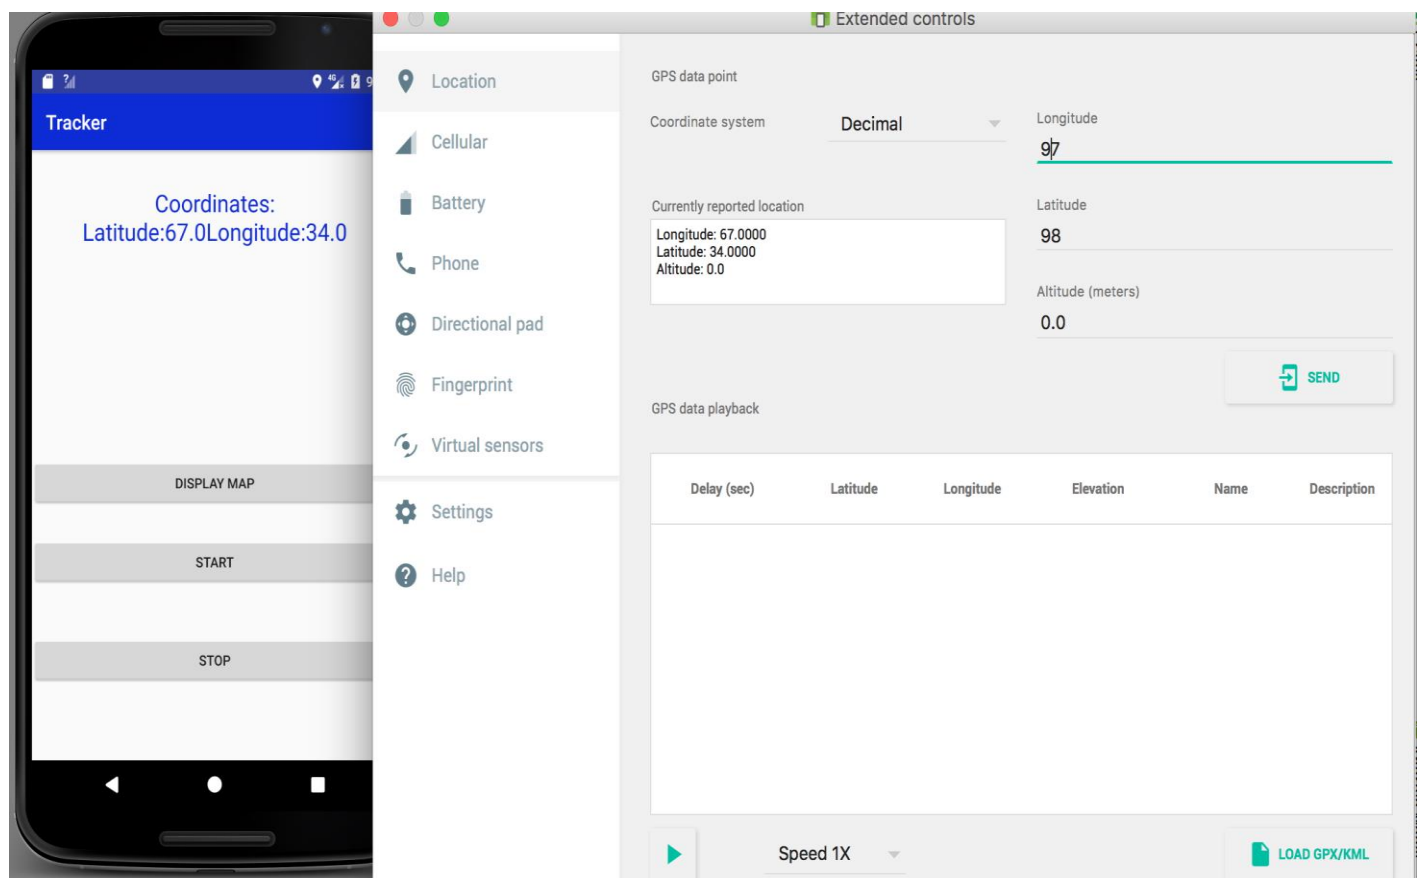 Extended controls
9
Tracker
Coordinates:
Latitude:67.0Longitude:34.0
DISPLAY MAP
START
STOP
Location
Cellular
Battery
Phone
Directional pad
Fingerprint
Virtual sensors
Settings
Help
GPS data point
Coordinate system
Decimal
Longitude
97
Currently reported location
Longitude: 67.0000
Latitude: 34.0000
Altitude: 0.0
Latitude
98
Altitude (meters)
0.0
SEND
GPS data playback
Delay (sec) Latitude Longitude Elevation Name Description
Speed 1X
LOAD GPX/KML